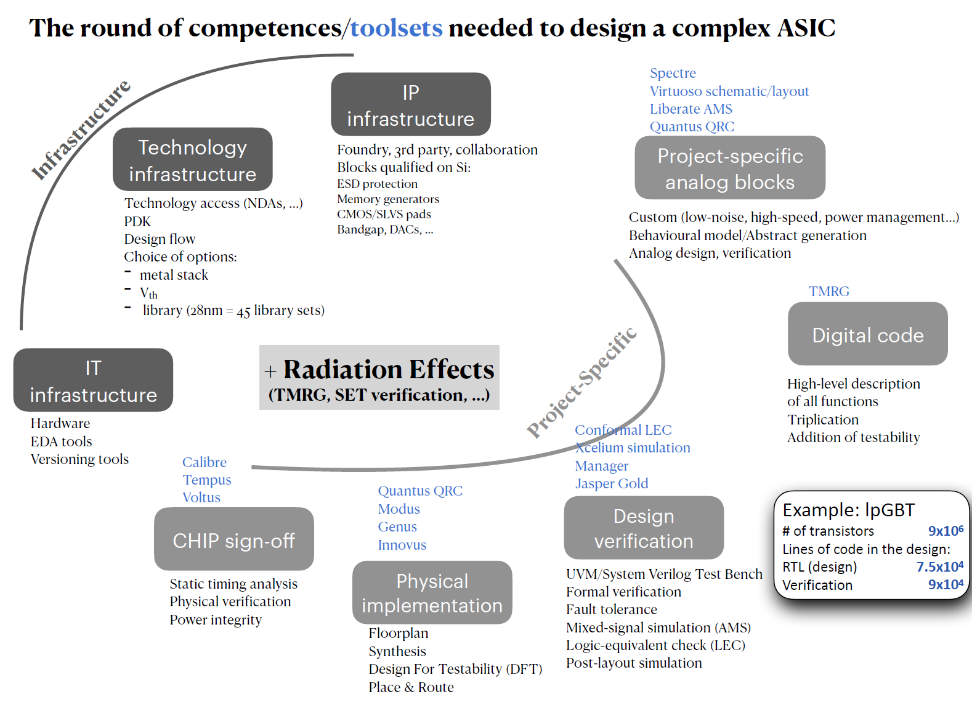 The round of competences/toolsets needed to design a complex ASIC
Infrastructure
IP
infrastructure
Foundry, 3rd party, collaboration
Blocks qualified on Si:
ESD protection
Memory generators
CMOS/SLVS pads
Bandgap, DACs, ...
Technology
infrastructure
Technology access (NDAs, ...)
PDK
Design flow
Choice of options:
- metal stack
- Vth
- library (28nm = 45 library sets)
IT
infrastructure
Hardware
EDA tools
Versioning tools
+ Radiation Effects
(TMRG, SET verification, ...)
Project-Specific
Spectre
Virtuoso schematic/layout
Liberate AMS
Quantus QRC
Project-specific
analog blocks
Custom (low-noise, high-speed, power management...)
Behavioural model/Abstract generation
Analog design, verification
TMRG
Digital code
High-level description
of all functions
Triplication
Addition of testability
Conformal LEC
Xcelium simulation
Manager
Jasper Gold
Design
verification
UVM/System Verilog Test Bench
Formal verification
Fault tolerance
Mixed-signal simulation (AMS)
Logic-equivalent check (LEC)
Post-layout simulation
Quantus QRC
Modus
Genus
Innovus
Physical
implementation
Floorplan
Synthesis
Design For Testability (DFT)
Place & Route
Calibre
Tempus
Voltus
CHIP sign-off
Static timing analysis
Physical verification
Power integrity
Example: lpGBT
# of transistors 9x10⁶
Lines of code in the design:
RTL (design) 7.5x10⁴
Verification 9x10⁴